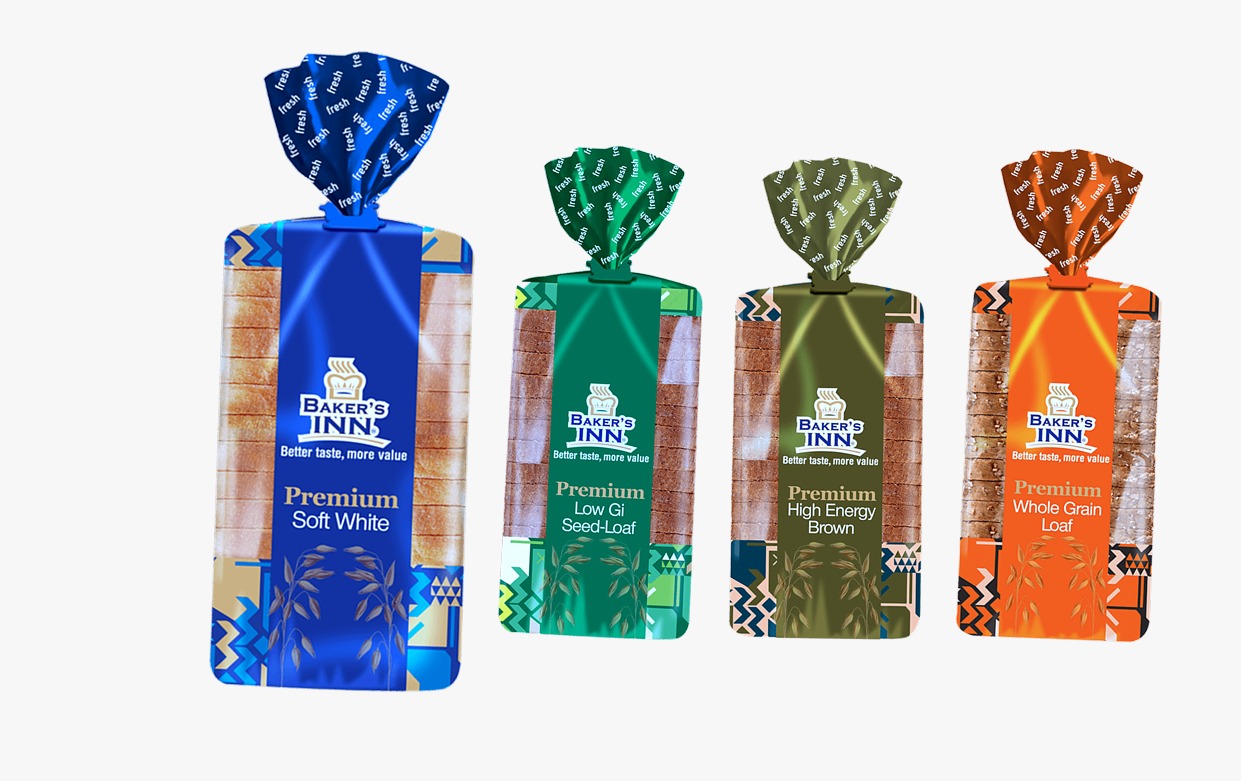 fresh
BAKER'S
INN
Better taste, more value
Premium
Soft White
fresh
BAKER'S
INN
Better taste, more value
Premium
Low Gi
Seed-Loaf
fresh
BAKER'S
INN
Better taste, more value
Premium
High Energy
Brown
fresh
BAKER'S
INN
Better taste, more value
Premium
Whole Grain
Loaf